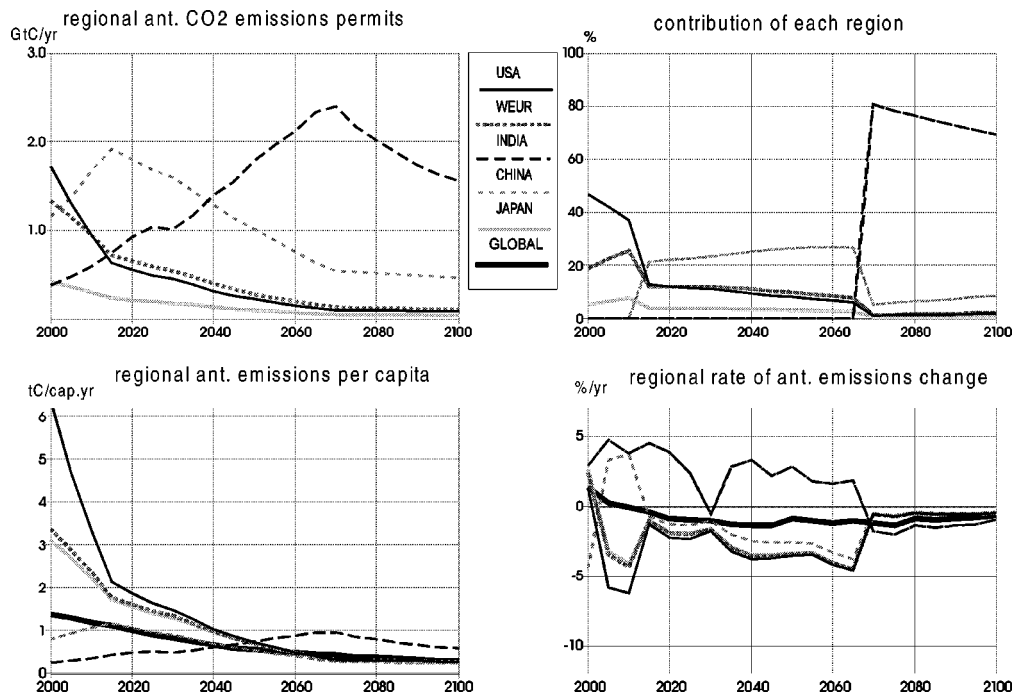 regional ant. CO2 emissions permits
GtC/yr
3.0
2.0
1.0
2000 2020 2040 2060 2080 2100
USA
WEUR
INDIA
CHINA
JAPAN
GLOBAL
contribution of each region
%
100
80
60
40
20
0
2000 2020 2040 2060 2080 2100
regional ant. emissions per capita
tC/cap.yr
6
5
4
3
2
1
0
2000 2020 2040 2060 2080 2100
regional rate of ant. emissions change
%/yr
5
0
-5
-10
2000 2020 2040 2060 2080 2100